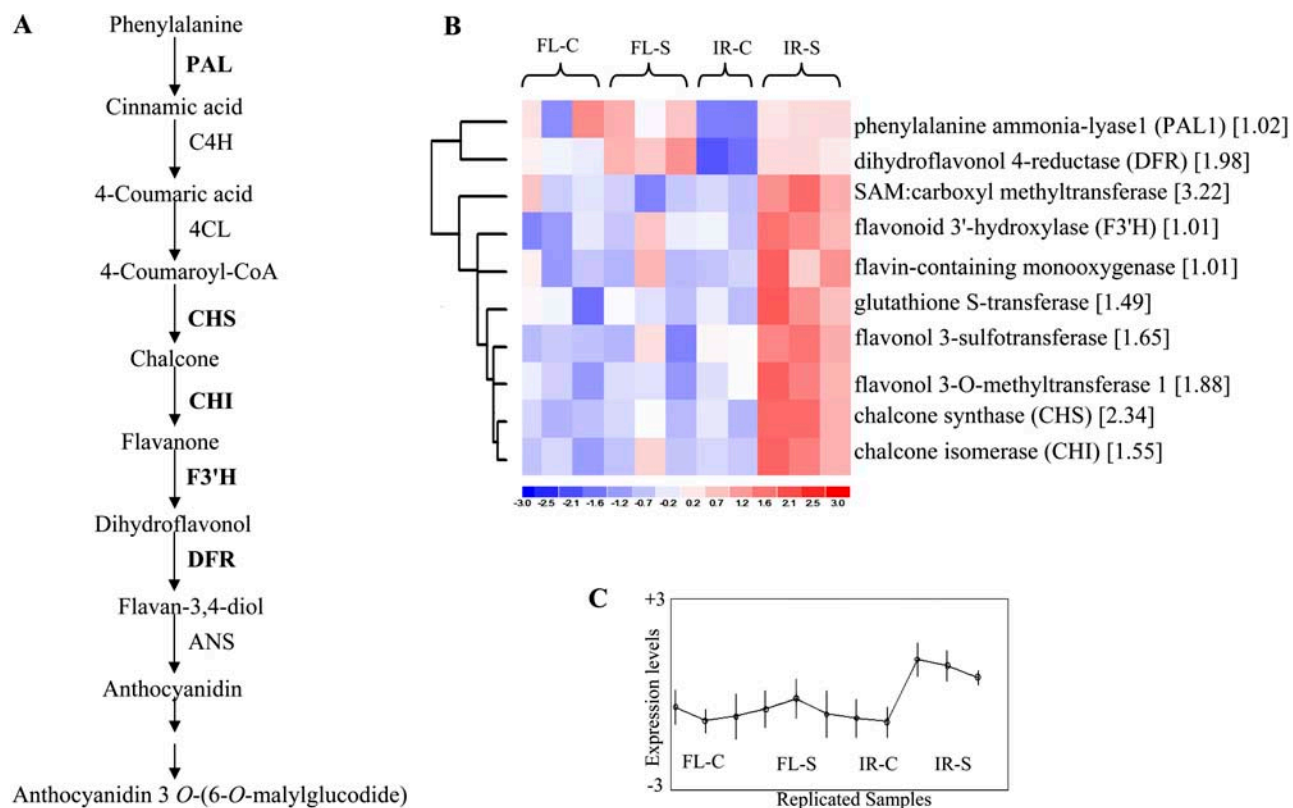 A
Phenylalanine
PAL
Cinnamic acid
C4H
4-Coumaric acid
4CL
4-Coumaroyl-CoA
CHS
Chalcone
CHI
Flavanone
F3'H
Dihydroflavonol
DFR
Flavan-3,4-diol
ANS
Anthocyanidin
Anthocyanidin 3 O-(6-O-malylglucodide)
B
FL-C FL-S IR-C IR-S
phenylalanine ammonia-lyase1 (PAL1) [1.02]
dihydroflavonol 4-reductase (DFR) [1.98]
SAM:carboxyl methyltransferase [3.22]
flavonoid 3'-hydroxylase (F3'H) [1.01]
flavin-containing monooxygenase [1.01]
glutathione S-transferase [1.49]
flavonol 3-sulfotransferase [1.65]
flavonol 3-O-methyltransferase 1 [1.88]
chalcone synthase (CHS) [2.34]
chalcone isomerase (CHI) [1.55]
-3.0 -2.5 -2.1 -1.6 -1.2 -0.7 -0.2 0.2 0.7 1.2 1.6 2.1 2.5 3.0
C
+3
Expression levels
-3
FL-C FL-S IR-C IR-S
Replicated Samples